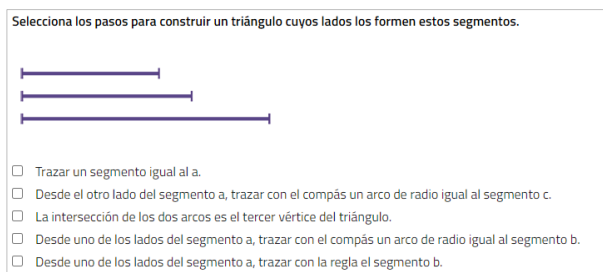 Selecciona los pasos para construir un triángulo cuyos lados los formen estos segmentos.
Trazar un segmento igual al a.
Desde el otro lado del segmento a, trazar con el compás un arco de radio igual al segmento c.
La intersección de los dos arcos es el tercer vértice del triángulo.
Desde uno de los lados del segmento a, trazar con el compás un arco de radio igual al segmento b.
Desde uno de los lados del segmento a, trazar con la regla el segmento b.